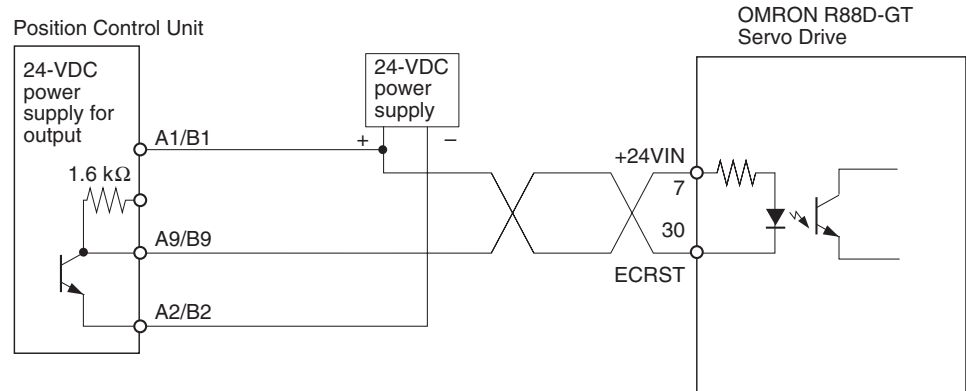 Position Control Unit
24-VDC
power
supply for
output
1.6 kΩ
A1/B1
A9/B9
A2/B2
24-VDC
power
supply
+
–
OMRON R88D-GT
Servo Drive
+24VIN
7
30
ECRST